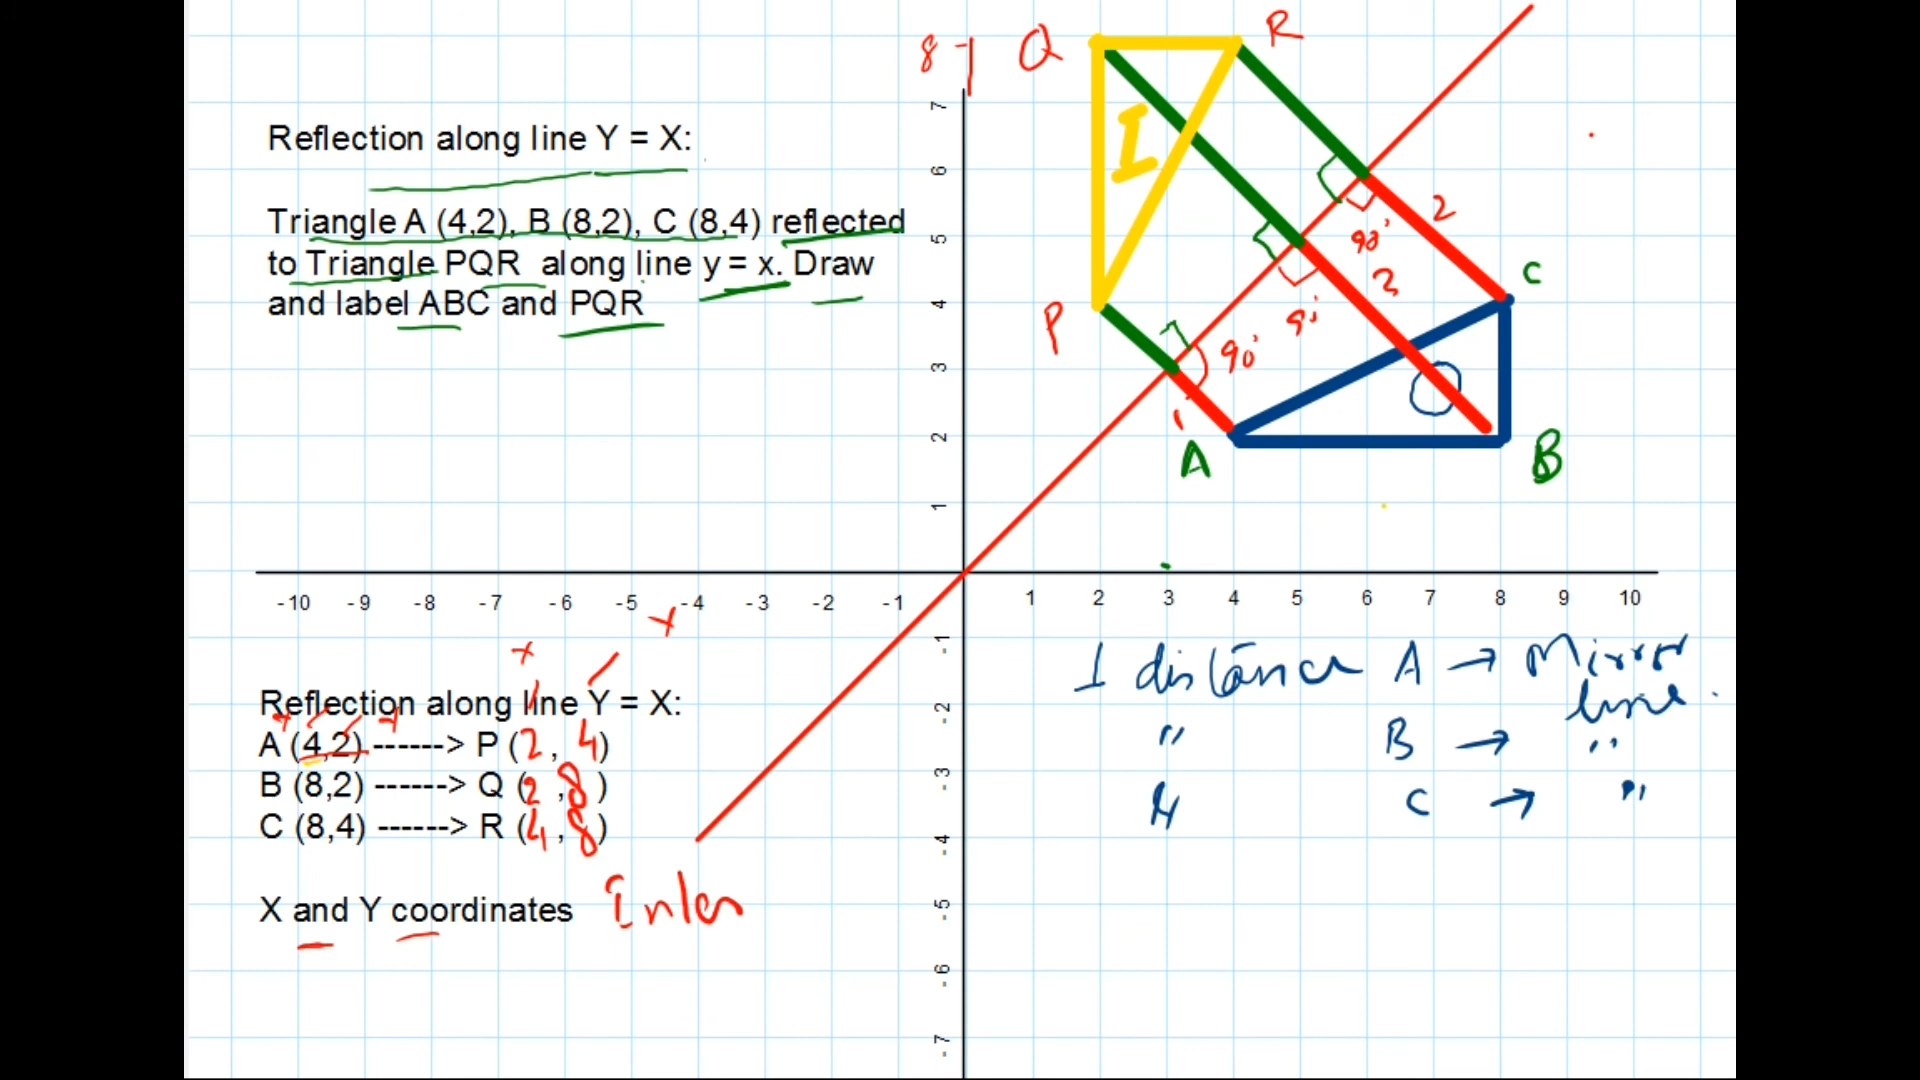 Reflection along line Y = X:
Triangle A (4,2), B (8,2), C (8,4) reflected
to Triangle PQR along line y = x. Draw
and label ABC and PQR
8 Q R
7
6
5
4
3
2
1
I
P
A
B
C
2
3
1
90°
90°
O
-10 -9 -8 -7 -6 -5 -4 -3 -2 -1 1 2 3 4 5 6 7 8 9 10
-1
-2
-3
-4
-5
-6
-7
x Y
Reflection along line Y = X:
A (4,2) ------> P (2, 4)
B (8,2) ------> Q (2,8)
C (8,4) ------> R (4,8)
X and Y coordinates
⊥ distance A → Mirror
line.
" B → "
C → "